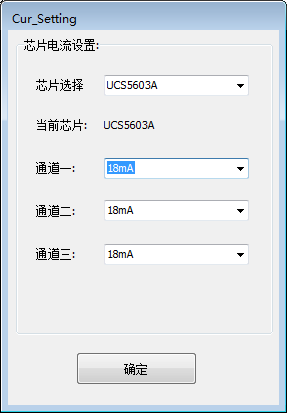 Cur_Setting
芯片电流设置:
芯片选择 UCS5603A
当前芯片: UCS5603A
通道一: 18mA
通道二: 18mA
通道三: 18mA
确定